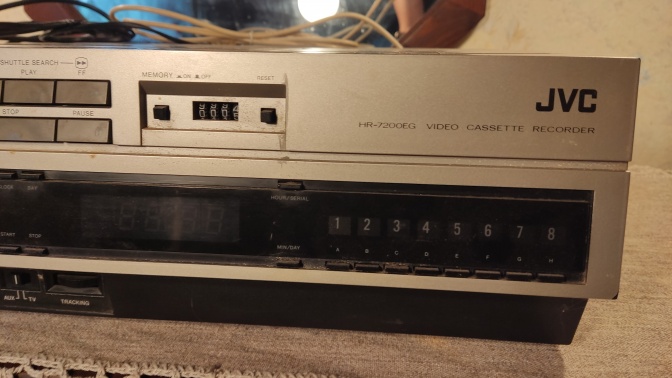 SHUTTLE SEARCH
PLAY FF
STOP PAUSE
MEMORY ON OFF RESET
JVC
HR-7200EG VIDEO CASSETTE RECORDER
OFF
HOUR/SERIAL
START STOP
MIN/DAY
1 2 3 4 5 6 7 8
A B C D E F G H
AUX TV
TRACKING